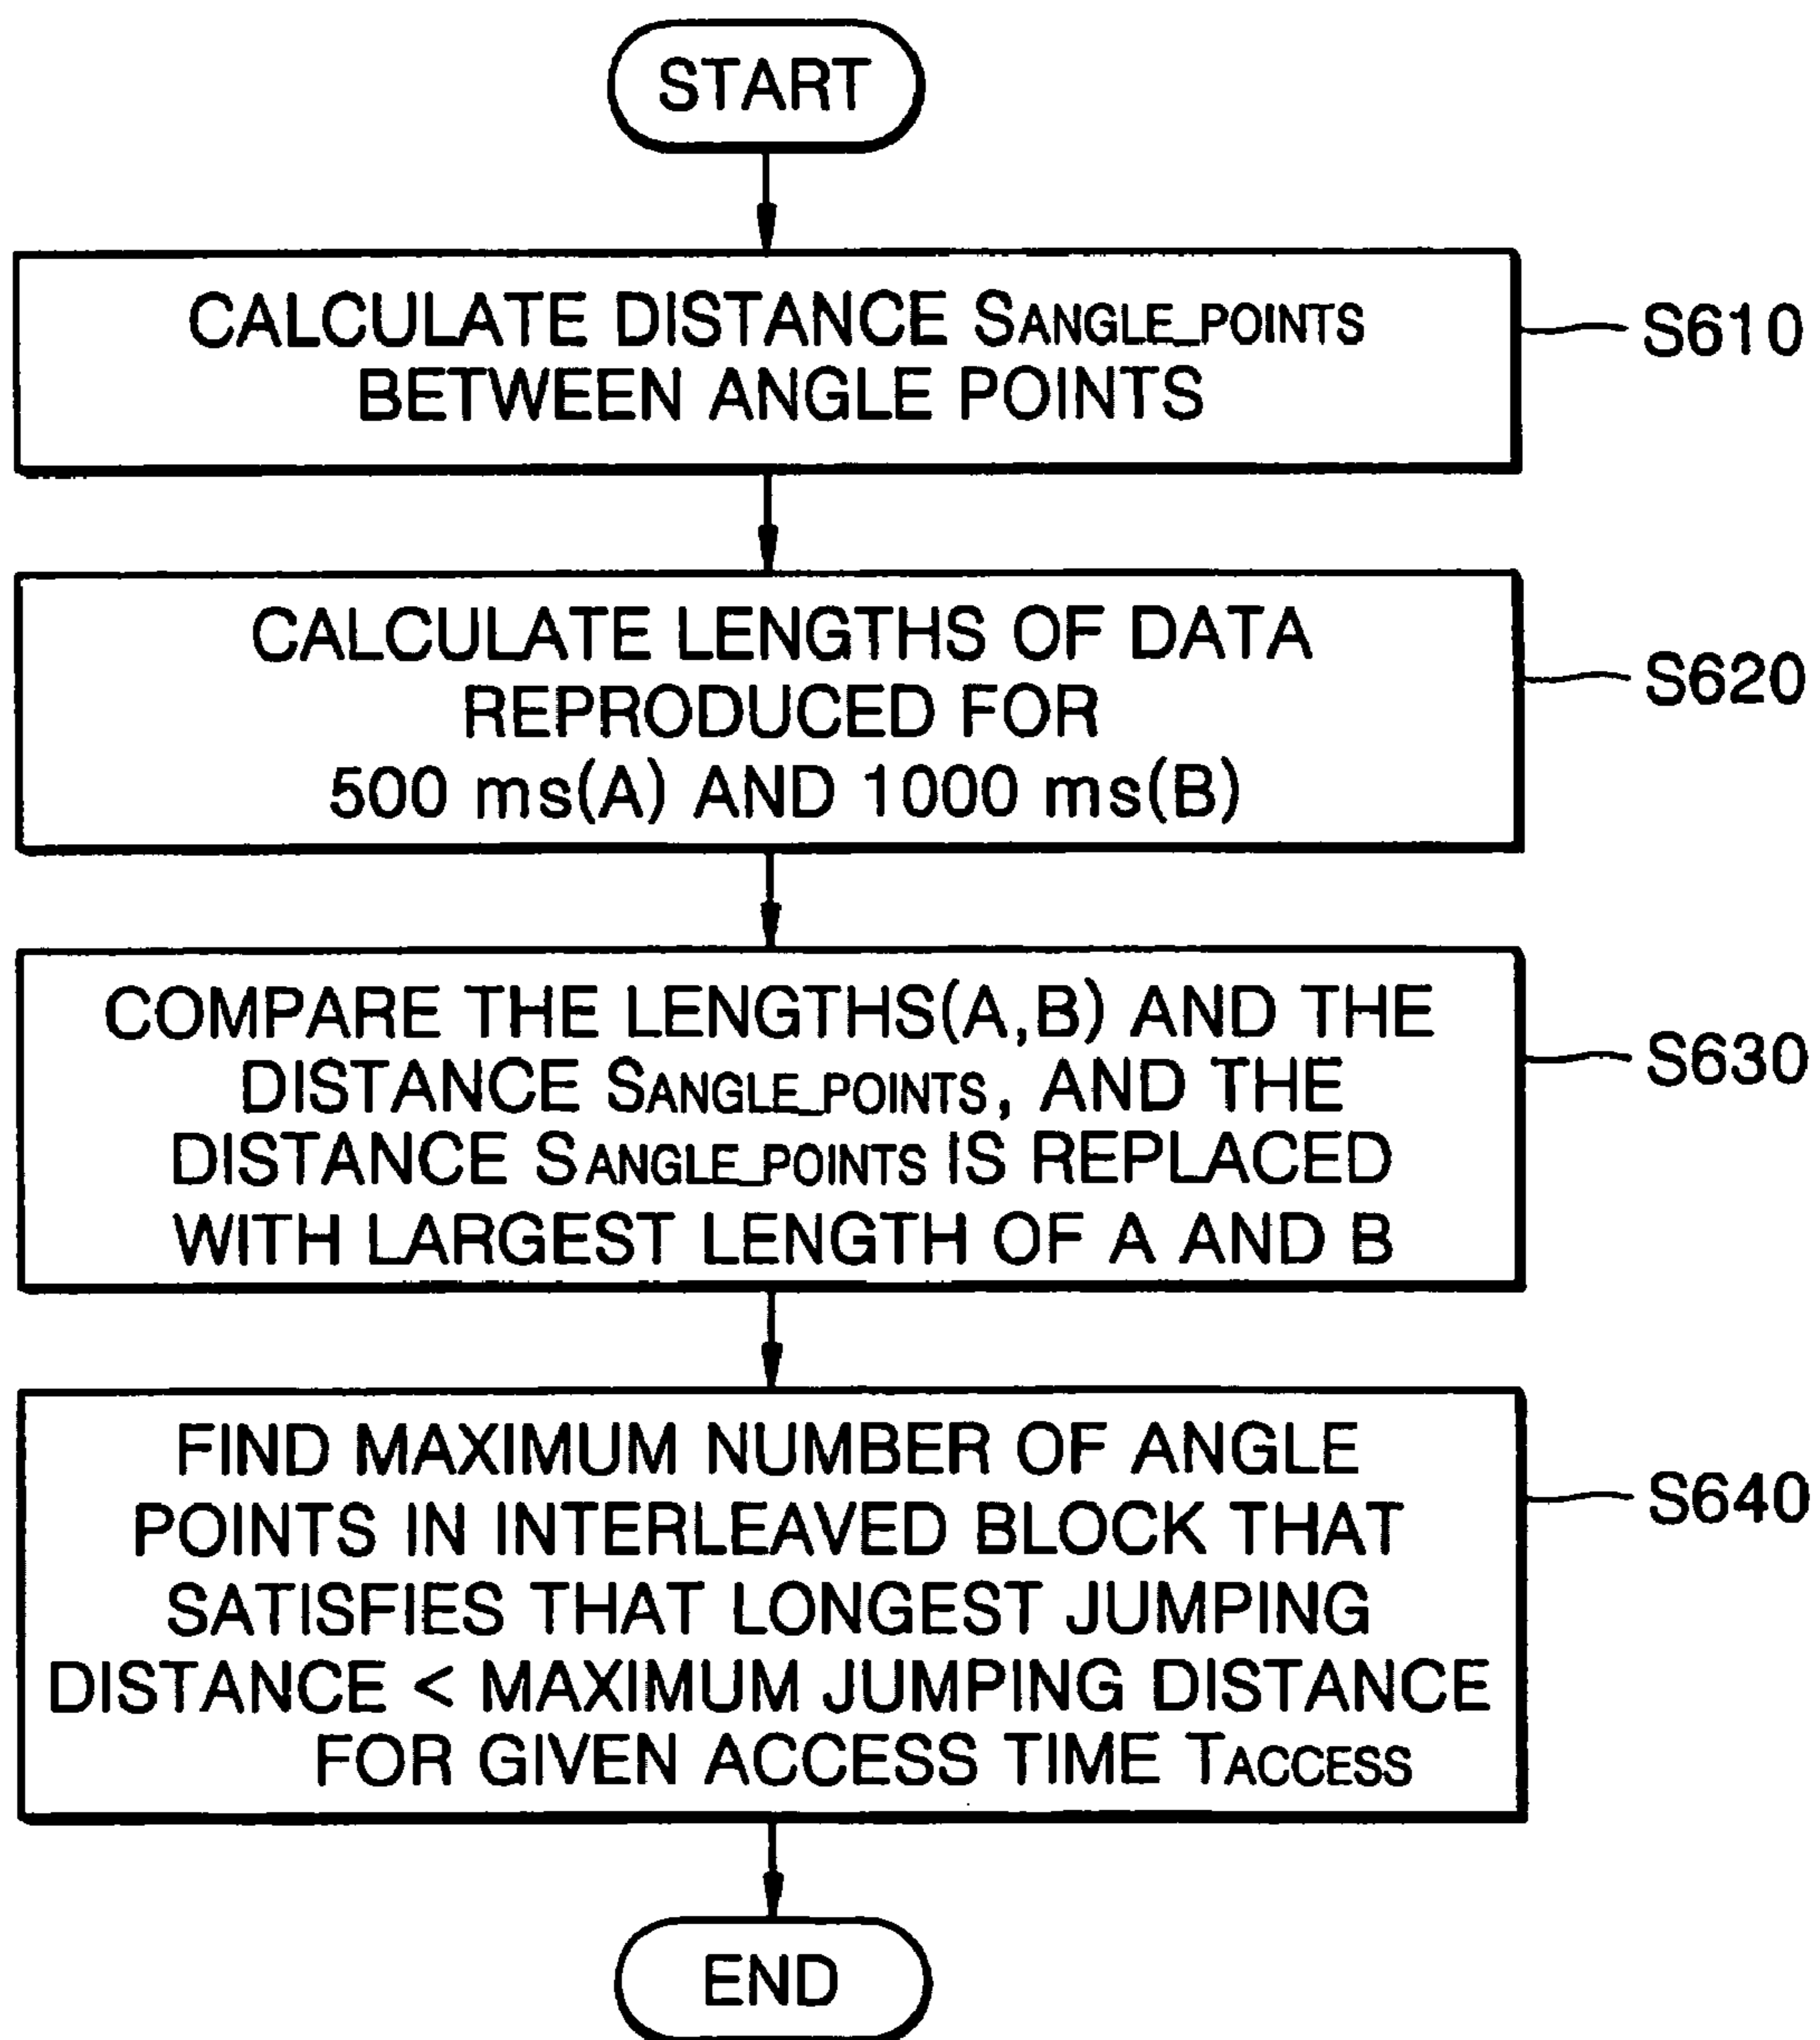 START
CALCULATE DISTANCE SANGLE_POINTS
BETWEEN ANGLE POINTS
S610
CALCULATE LENGTHS OF DATA
REPRODUCED FOR
500 ms(A) AND 1000 ms(B)
S620
COMPARE THE LENGTHS(A,B) AND THE
DISTANCE SANGLE_POINTS, AND THE
DISTANCE SANGLE_POINTS IS REPLACED
WITH LARGEST LENGTH OF A AND B
S630
FIND MAXIMUM NUMBER OF ANGLE
POINTS IN INTERLEAVED BLOCK THAT
SATISFIES THAT LONGEST JUMPING
DISTANCE < MAXIMUM JUMPING DISTANCE
FOR GIVEN ACCESS TIME TACCESS
S640
END